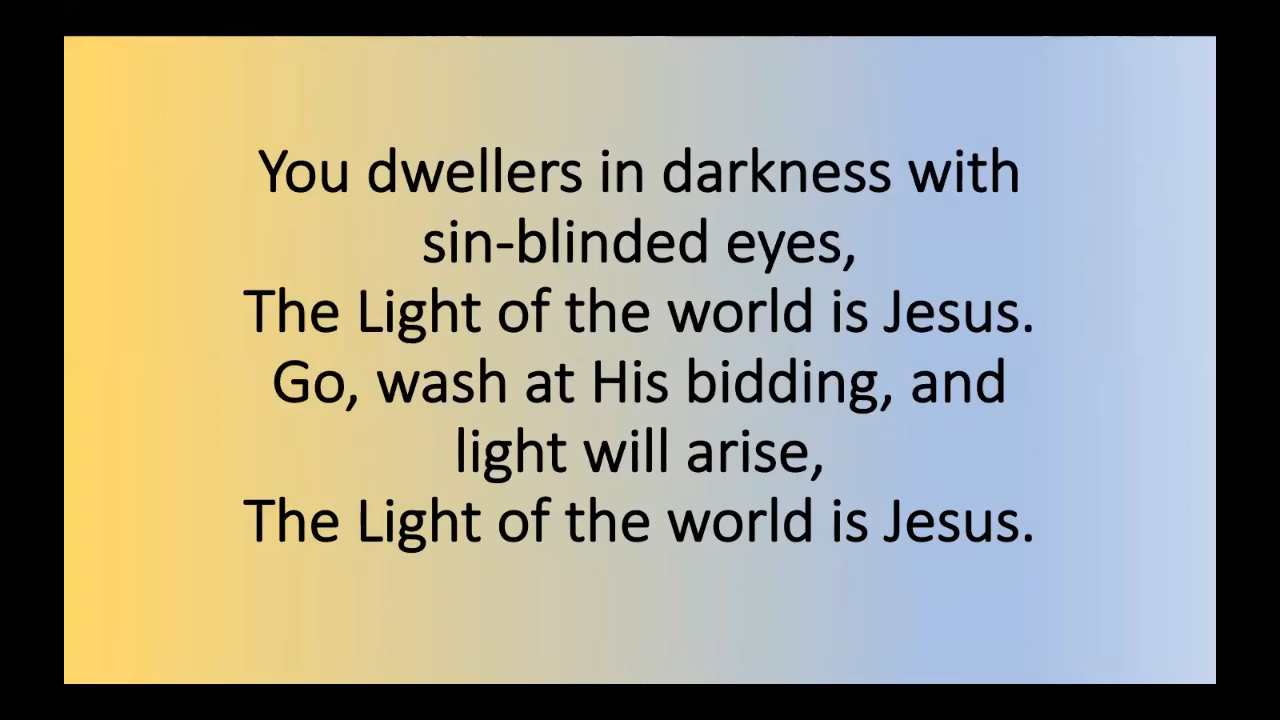 You dwellers in darkness with
sin-blinded eyes,
The Light of the world is Jesus.
Go, wash at His bidding, and
light will arise,
The Light of the world is Jesus.